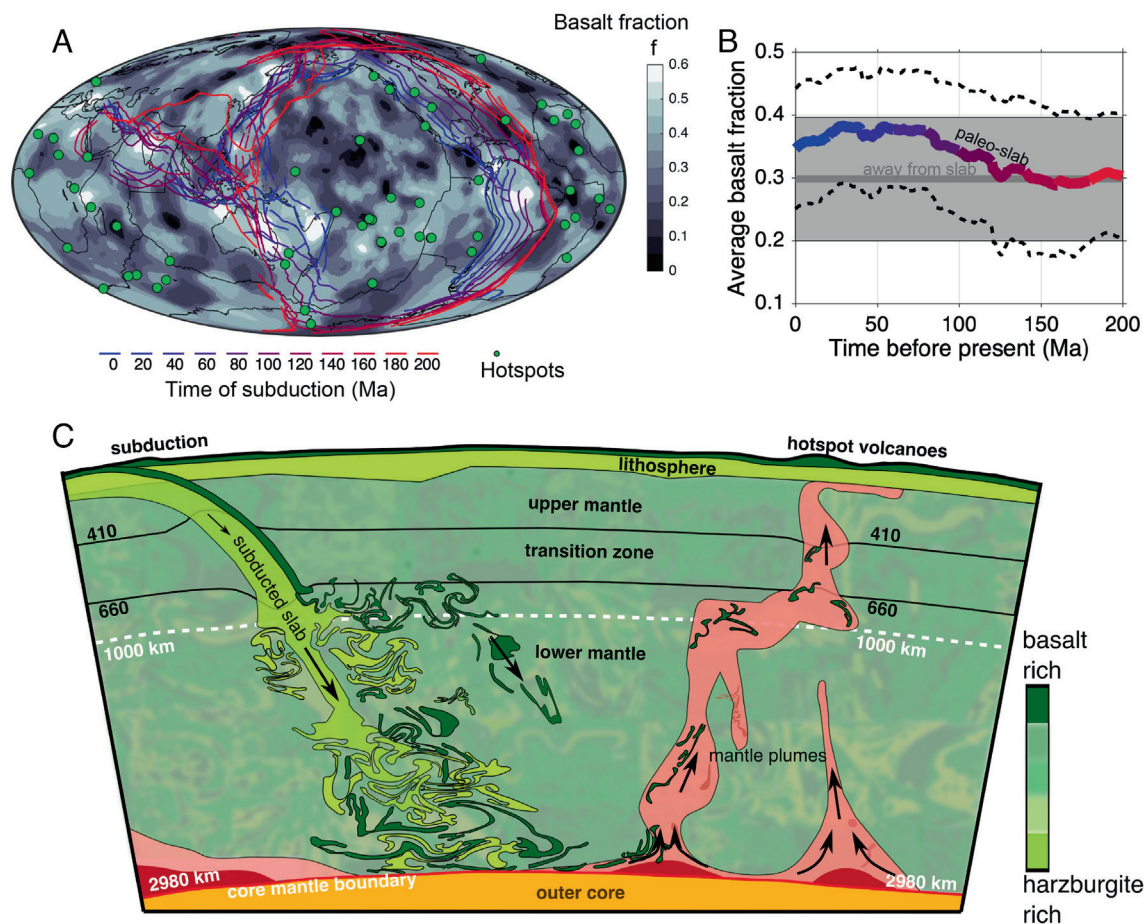 A
Basalt fraction
f
0.6
0.5
0.4
0.3
0.2
0.1
0
0 20 40 60 80 100 120 140 160 180 200
Time of subduction (Ma)
Hotspots
B
Average basalt fraction
0.5
0.4
0.3
0.2
0.1
paleo-slab
away from slab
0 50 100 150 200
Time before present (Ma)
C
subduction
hotspot volcanoes
lithosphere
upper mantle
410
410
transition zone
subducted slab
660
660
1000 km
1000 km
lower mantle
mantle plumes
2980 km
2980 km
core mantle boundary
outer core
basalt
rich
harzburgite
rich